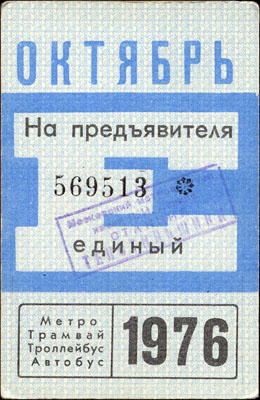 ОКТЯБРЬ
На предъявителя
569513
единый
Метро
Трамвай
Троллейбус
Автобус
1976